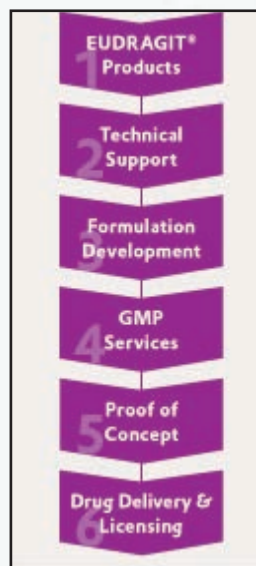 EUDRAGIT®
1 Products
Technical
2 Support
Formulation
3 Development
GMP
4 Services
Proof of
5 Concept
Drug Delivery &
6 Licensing